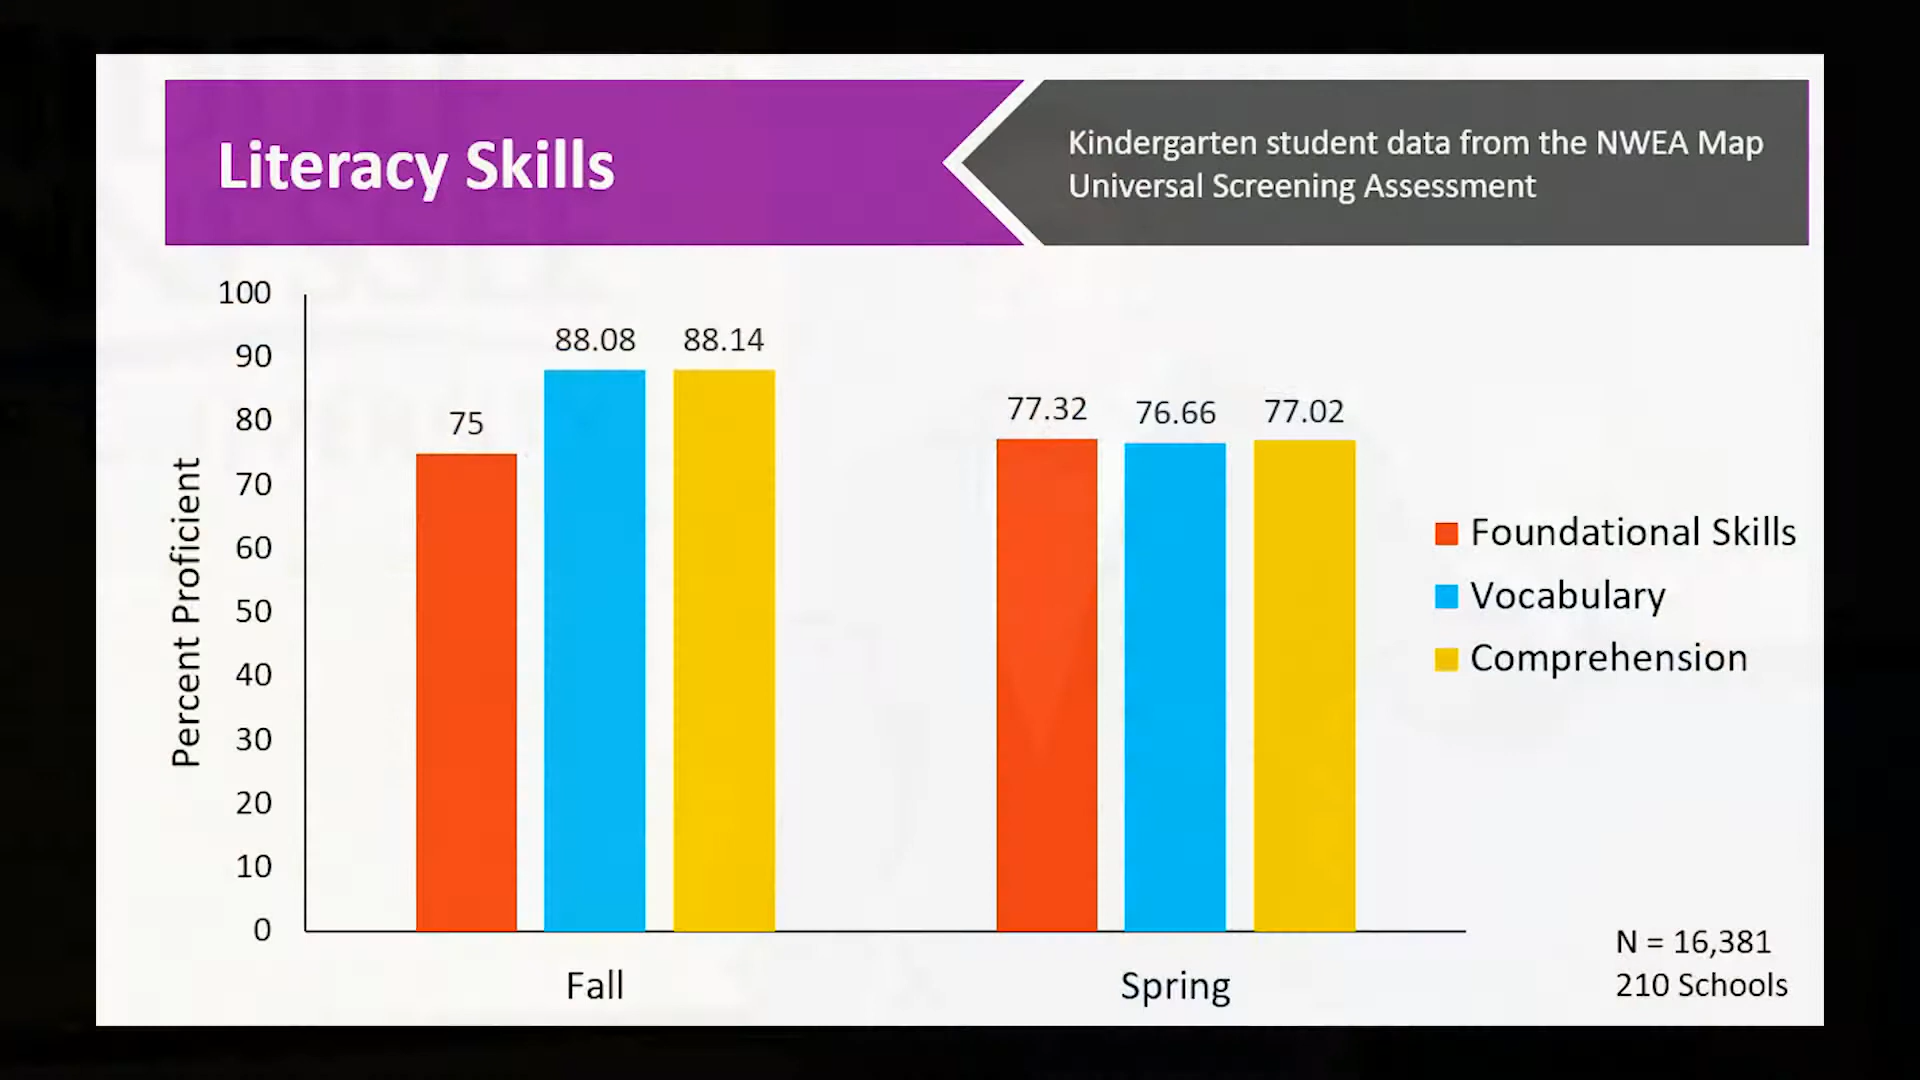 Literacy Skills
Kindergarten student data from the NWEA Map
Universal Screening Assessment
Percent Proficient
100
90
80
70
60
50
40
30
20
10
0
75
88.08
88.14
77.32
76.66
77.02
Fall
Spring
Foundational Skills
Vocabulary
Comprehension
N = 16,381
210 Schools